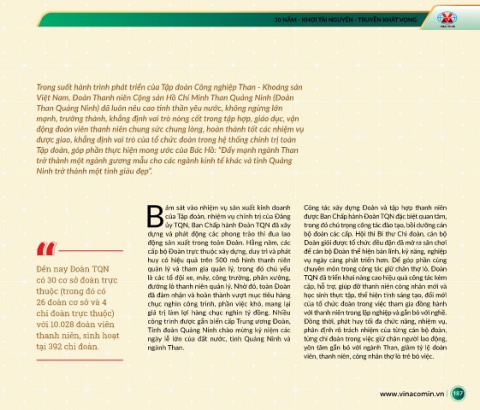 30 NĂM - KHƠI TÀI NGUYÊN - TRUYỀN KHÁT VỌNG
Trong suốt hành trình phát triển của Tập đoàn Công nghiệp Than - Khoáng sản
Việt Nam, Đoàn Thanh niên Cộng sản Hồ Chí Minh Than Quảng Ninh (Đoàn
Than Quảng Ninh) đã luôn nêu cao tinh thần yêu nước, không ngừng lớn
mạnh, trưởng thành, khẳng định vai trò nòng cốt trong tập hợp, giáo dục, vận
động đoàn viên thanh niên chung sức chung lòng, hoàn thành tốt các nhiệm vụ
được giao, khẳng định vai trò của tổ chức đoàn trong hệ thống chính trị toàn
Tập đoàn, góp phần thực hiện mong ước của Bác Hồ: "Đẩy mạnh ngành Than
trở thành một ngành gương mẫu cho các ngành kinh tế khác và tỉnh Quảng
Ninh trở thành một tỉnh giàu đẹp".
Đến nay Đoàn TQN
có 30 cơ sở đoàn trực
thuộc (trong đó có
26 đoàn cơ sở và 4
chi đoàn trực thuộc)
với 10.028 đoàn viên
thanh niên, sinh hoạt
tại 392 chi đoàn.
Bám sát vào nhiệm vụ sản xuất kinh doanh
của Tập đoàn, nhiệm vụ chính trị của Đảng
ủy TQN, Ban Chấp hành Đoàn TQN đã xây
dựng và phát động các phong trào thi đua lao
động sản xuất trong toàn Đoàn. Hằng năm, các
cấp bộ Đoàn trực thuộc xây dựng, duy trì và phát
huy có hiệu quả trên 500 mô hình thanh niên
quản lý và tham gia quản lý, trong đó chủ yếu
là các tổ đội xe, máy, công trường, phân xưởng,
đường lò thanh niên quản lý. Nhờ đó, toàn Đoàn
đã đảm nhận và hoàn thành vượt mục tiêu hàng
chục nghìn công trình, phần việc khó, mang lại
giá trị làm lợi hàng chục nghìn tỷ đồng. Nhiều
công trình được gắn biển cấp Trung ương Đoàn,
Tỉnh đoàn Quảng Ninh chào mừng kỷ niệm các
ngày lễ lớn của đất nước, tỉnh Quảng Ninh và
ngành Than.
Công tác xây dựng Đoàn và tập hợp thanh niên
được Ban Chấp hành Đoàn TQN đặc biệt quan tâm,
trong đó chú trọng công tác đào tạo, bồi dưỡng cán
bộ đoàn các cấp. Hội thi Bí thư Chi đoàn, cán bộ
Đoàn giỏi được tổ chức đều đặn đã mở ra sân chơi
để cán bộ Đoàn thể hiện bản lĩnh, kỹ năng, nghiệp
vụ ngày càng phát triển hơn. Để góp phần cùng
chuyên môn trong công tác giữ chân thợ lò, Đoàn
TQN đã triển khai nâng cao hiệu quả công tác kèm
cặp, hỗ trợ, giúp đỡ thanh niên công nhân mới và
học sinh thực tập, thể hiện tính sáng tạo, đổi mới
của tổ chức đoàn trong việc tham gia đồng hành
với thanh niên trong lập nghiệp và gắn bó với nghề.
Đồng thời, phát huy tối đa chức năng, nhiệm vụ,
phân định rõ trách nhiệm của từng cán bộ đoàn,
từng chi đoàn trong việc giữ chân người lao động,
yên tâm gắn bó với ngành Than, giảm tỷ lệ đoàn
viên, thanh niên, công nhân thợ lò trẻ bỏ việc.
www.vinacomin.vn | 187